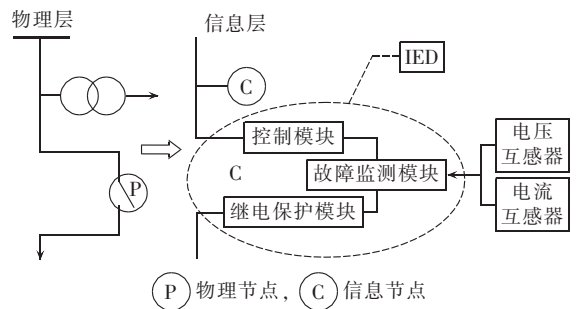 物理层
信息层
IED
C
控制模块
电压
互感器
P
C
故障监测模块
电流
互感器
继电保护模块
P 物理节点, C 信息节点